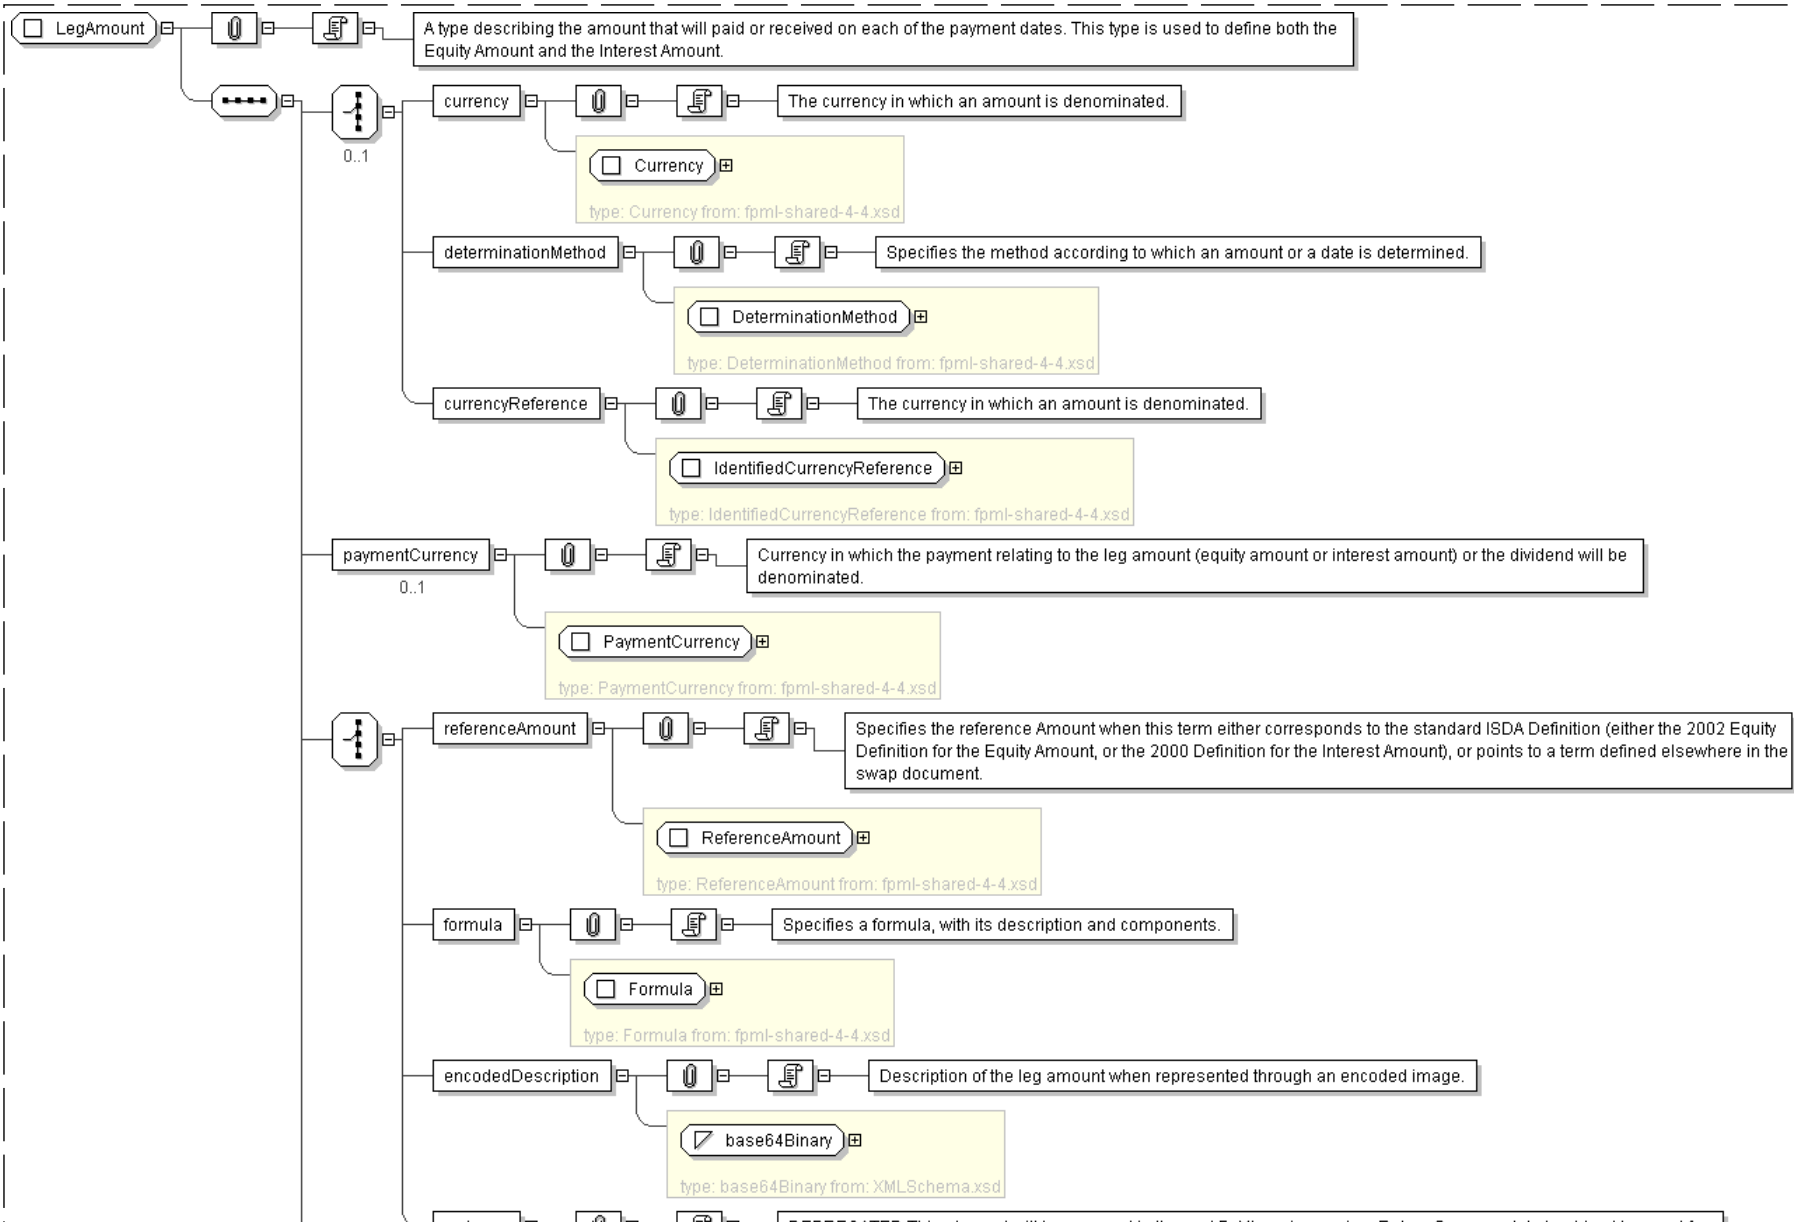 LegAmount
A type describing the amount that will paid or received on each of the payment dates. This type is used to define both the
Equity Amount and the Interest Amount.
0..1
currency
The currency in which an amount is denominated.
Currency
type: Currency from: fpml-shared-4-4.xsd
determinationMethod
Specifies the method according to which an amount or a date is determined.
DeterminationMethod
type: DeterminationMethod from: fpml-shared-4-4.xsd
currencyReference
The currency in which an amount is denominated.
IdentifiedCurrencyReference
type: IdentifiedCurrencyReference from: fpml-shared-4-4.xsd
paymentCurrency
0..1
Currency in which the payment relating to the leg amount (equity amount or interest amount) or the dividend will be
denominated.
PaymentCurrency
type: PaymentCurrency from: fpml-shared-4-4.xsd
referenceAmount
Specifies the reference Amount when this term either corresponds to the standard ISDA Definition (either the 2002 Equity
Definition for the Equity Amount, or the 2000 Definition for the Interest Amount), or points to a term defined elsewhere in the
swap document.
ReferenceAmount
type: ReferenceAmount from: fpml-shared-4-4.xsd
formula
Specifies a formula, with its description and components.
Formula
type: Formula from: fpml-shared-4-4.xsd
encodedDescription
Description of the leg amount when represented through an encoded image.
base64Binary
type: base64Binary from: XMLSchema.xsd